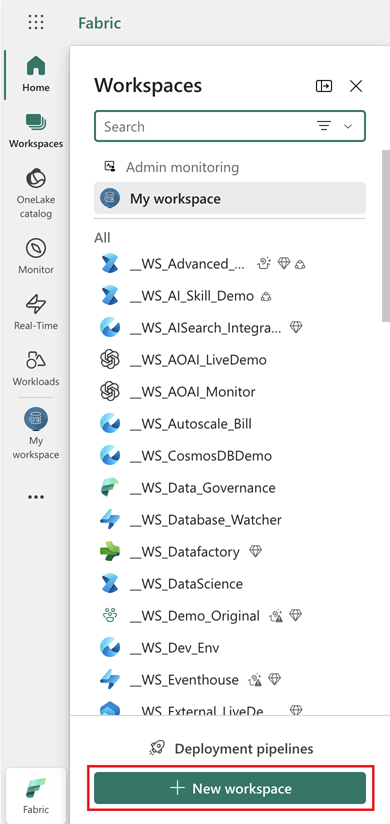 Fabric
Home
Workspaces
OneLake
catalog
Monitor
Real-Time
Workloads
My
workspace
Fabric
Workspaces
Search
Admin monitoring
My workspace
All
__WS_Advanced_...
__WS_AI_Skill_Demo
__WS_AISearch_Integra...
__WS_AOAI_LiveDemo
__WS_AOAI_Monitor
__WS_Autoscale_Bill
__WS_CosmosDBDemo
__WS_Data_Governance
__WS_Database_Watcher
__WS_Datafactory
__WS_DataScience
__WS_Demo_Original
__WS_Dev_Env
__WS_Eventhouse
__WS_External_LiveDe...
Deployment pipelines
New workspace